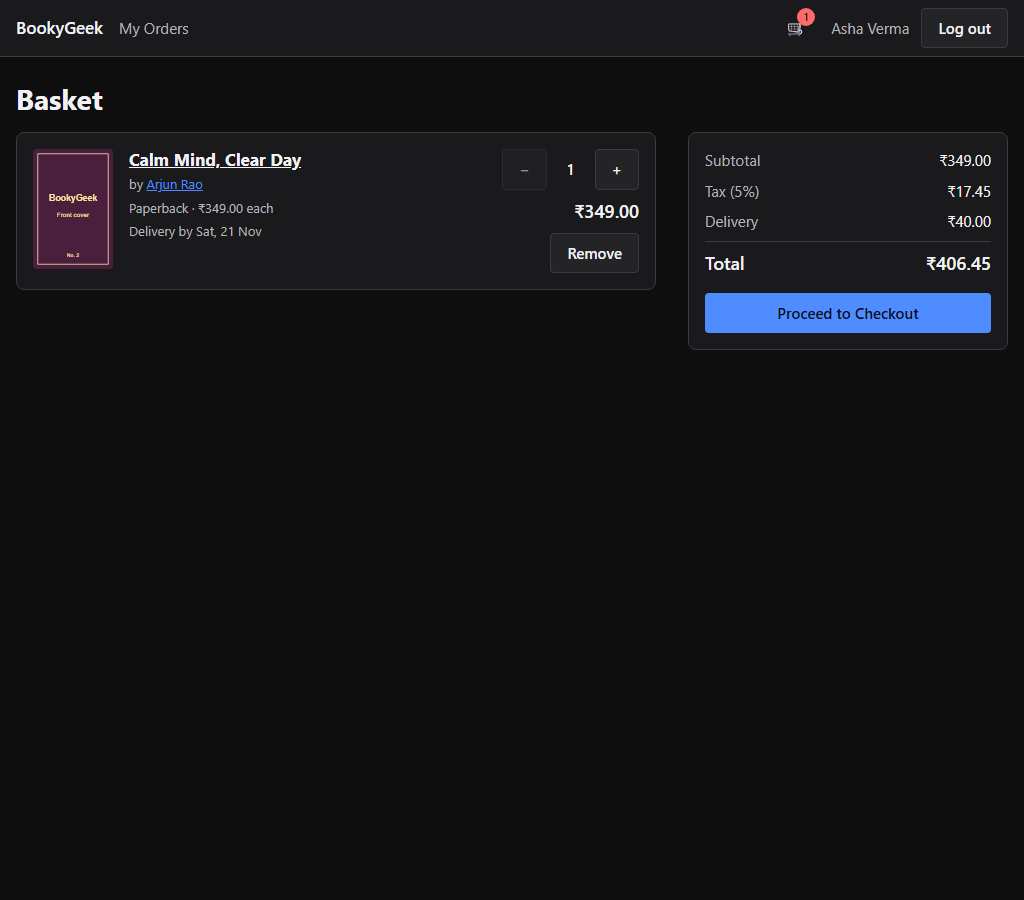 BookyGeek My Orders 1 Asha Verma Log out
Basket
BookyGeek
Front cover
No. 2
Calm Mind, Clear Day
by Arjun Rao
Paperback · ₹349.00 each
Delivery by Sat, 21 Nov
− 1 +
₹349.00
Remove
Subtotal ₹349.00
Tax (5%) ₹17.45
Delivery ₹40.00
Total ₹406.45
Proceed to Checkout